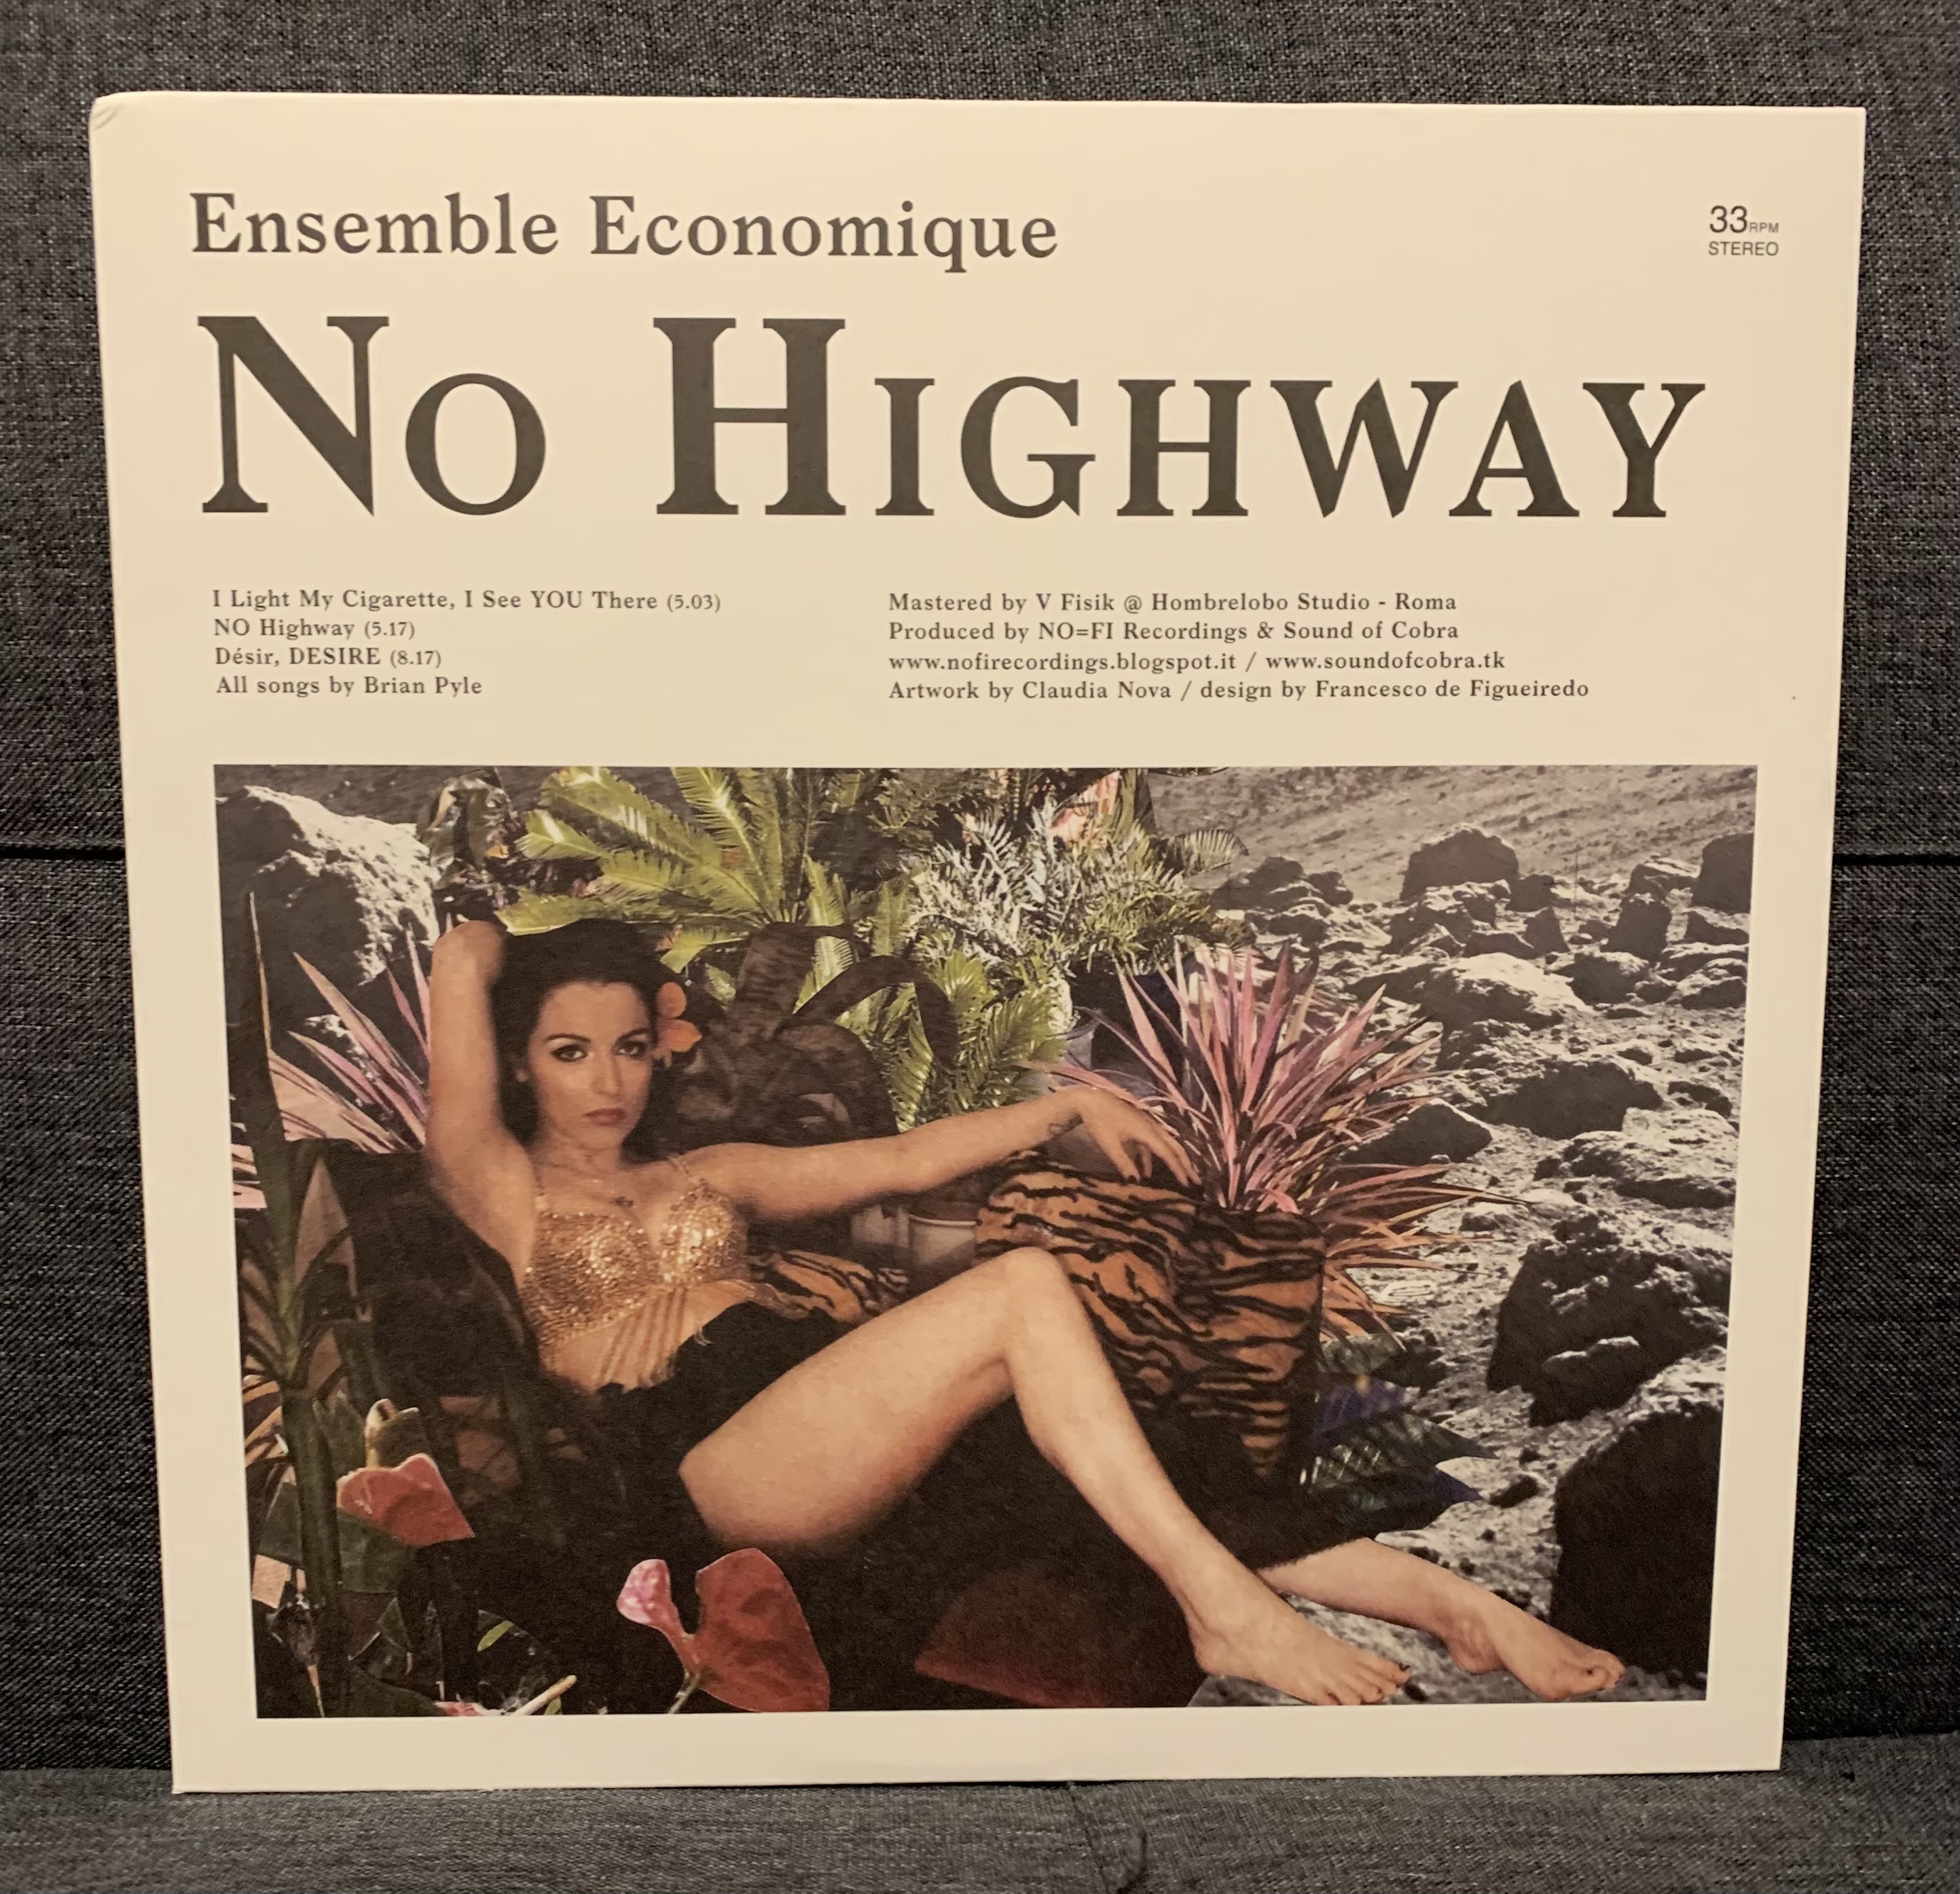 Ensemble Economique
33RPM
STEREO
NO HIGHWAY
I Light My Cigarette, I See YOU There (5.03)
NO Highway (5.17)
Désir, DESIRE (8.17)
All songs by Brian Pyle
Mastered by V Fisik @ Hombrelobo Studio - Roma
Produced by NO=FI Recordings & Sound of Cobra
www.nofirecordings.blogspot.it / www.soundofcobra.tk
Artwork by Claudia Nova / design by Francesco de Figueiredo